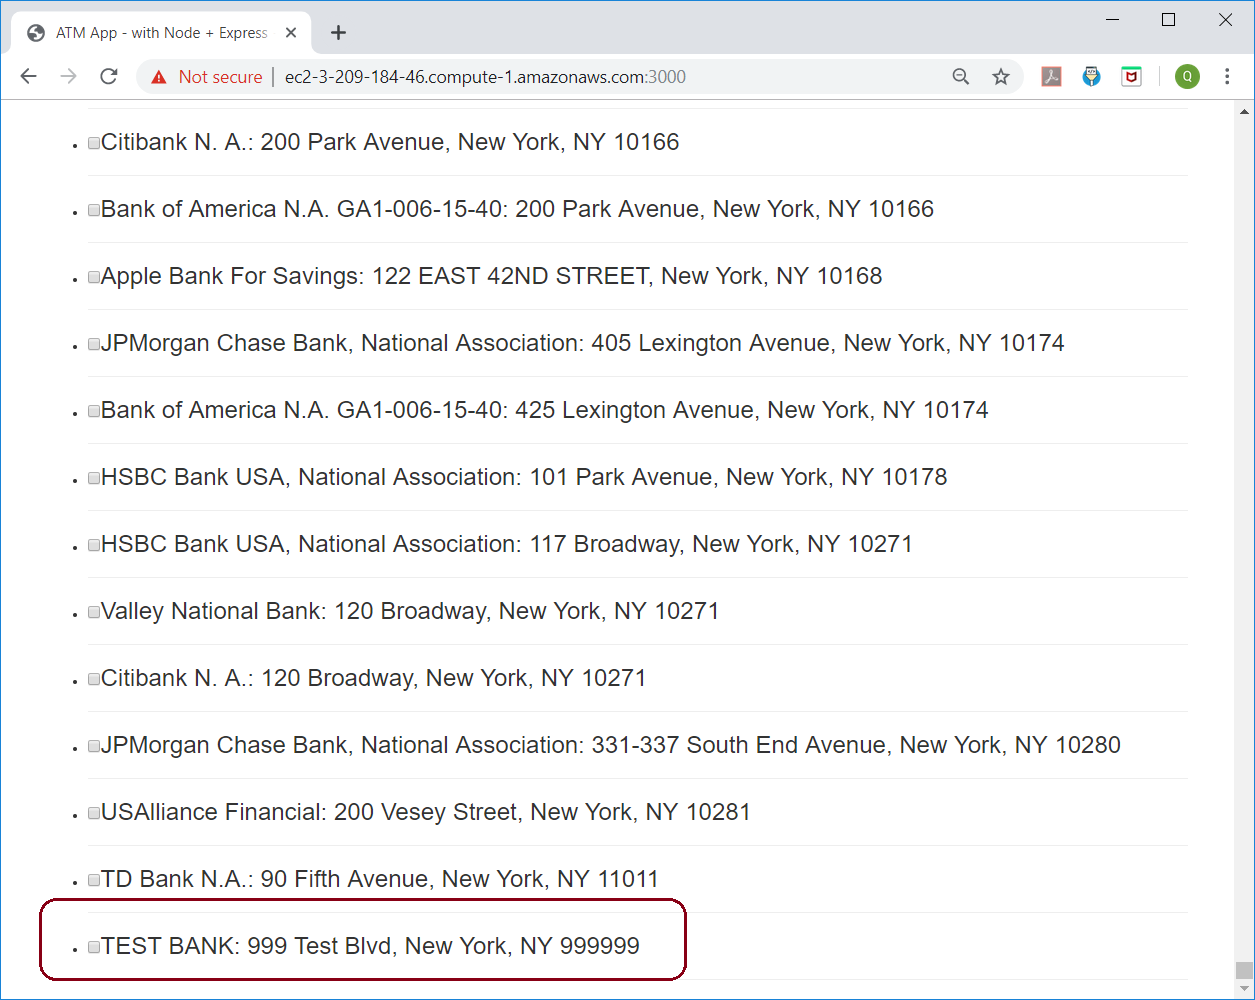 ATM App - with Node + Express
Not secure | ec2-3-209-184-46.compute-1.amazonaws.com:3000
Q
Citibank N. A.: 200 Park Avenue, New York, NY 10166
Bank of America N.A. GA1-006-15-40: 200 Park Avenue, New York, NY 10166
Apple Bank For Savings: 122 EAST 42ND STREET, New York, NY 10168
JPMorgan Chase Bank, National Association: 405 Lexington Avenue, New York, NY 10174
Bank of America N.A. GA1-006-15-40: 425 Lexington Avenue, New York, NY 10174
HSBC Bank USA, National Association: 101 Park Avenue, New York, NY 10178
HSBC Bank USA, National Association: 117 Broadway, New York, NY 10271
Valley National Bank: 120 Broadway, New York, NY 10271
Citibank N. A.: 120 Broadway, New York, NY 10271
JPMorgan Chase Bank, National Association: 331-337 South End Avenue, New York, NY 10280
USAlliance Financial: 200 Vesey Street, New York, NY 10281
TD Bank N.A.: 90 Fifth Avenue, New York, NY 11011
TEST BANK: 999 Test Blvd, New York, NY 999999